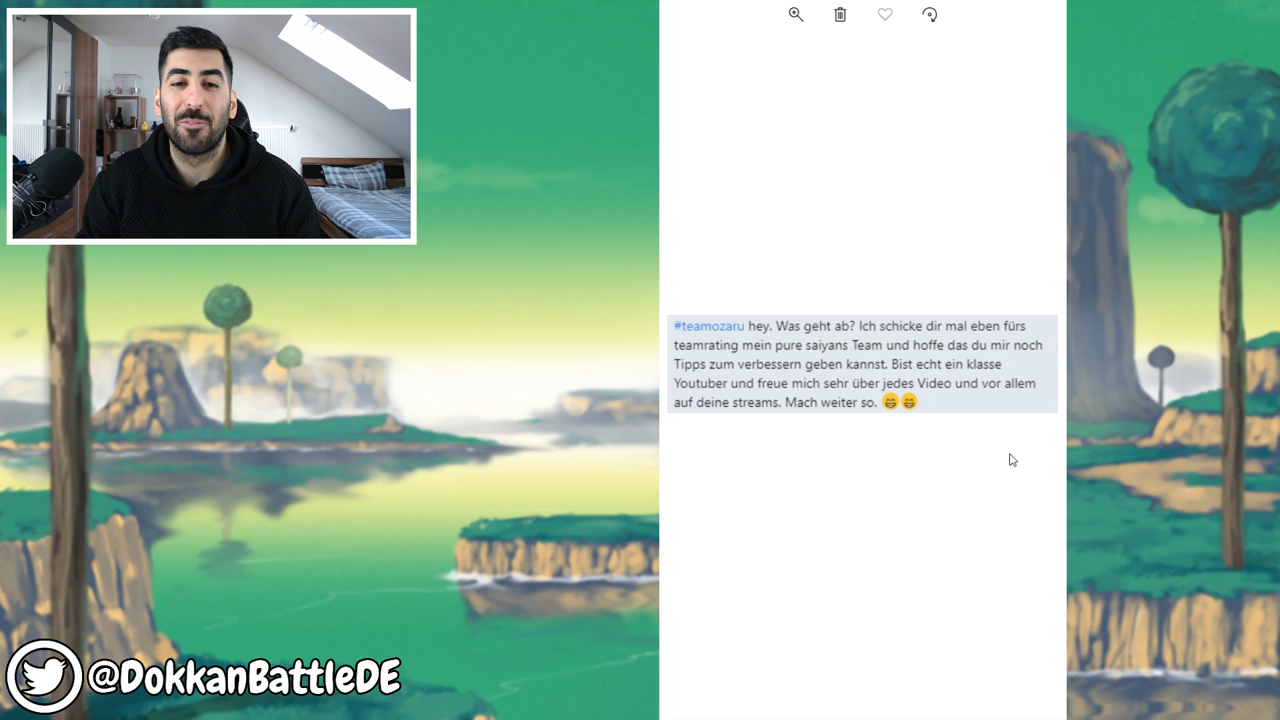 #teamozaru hey. Was geht ab? Ich schicke dir mal eben fürs
teamrating mein pure saiyans Team und hoffe das du mir noch
Tipps zum verbessern geben kannst. Bist echt ein klasse
Youtuber und freue mich sehr über jedes Video und vor allem
auf deine streams. Mach weiter so. 😁😁
@DokkanBattleDE